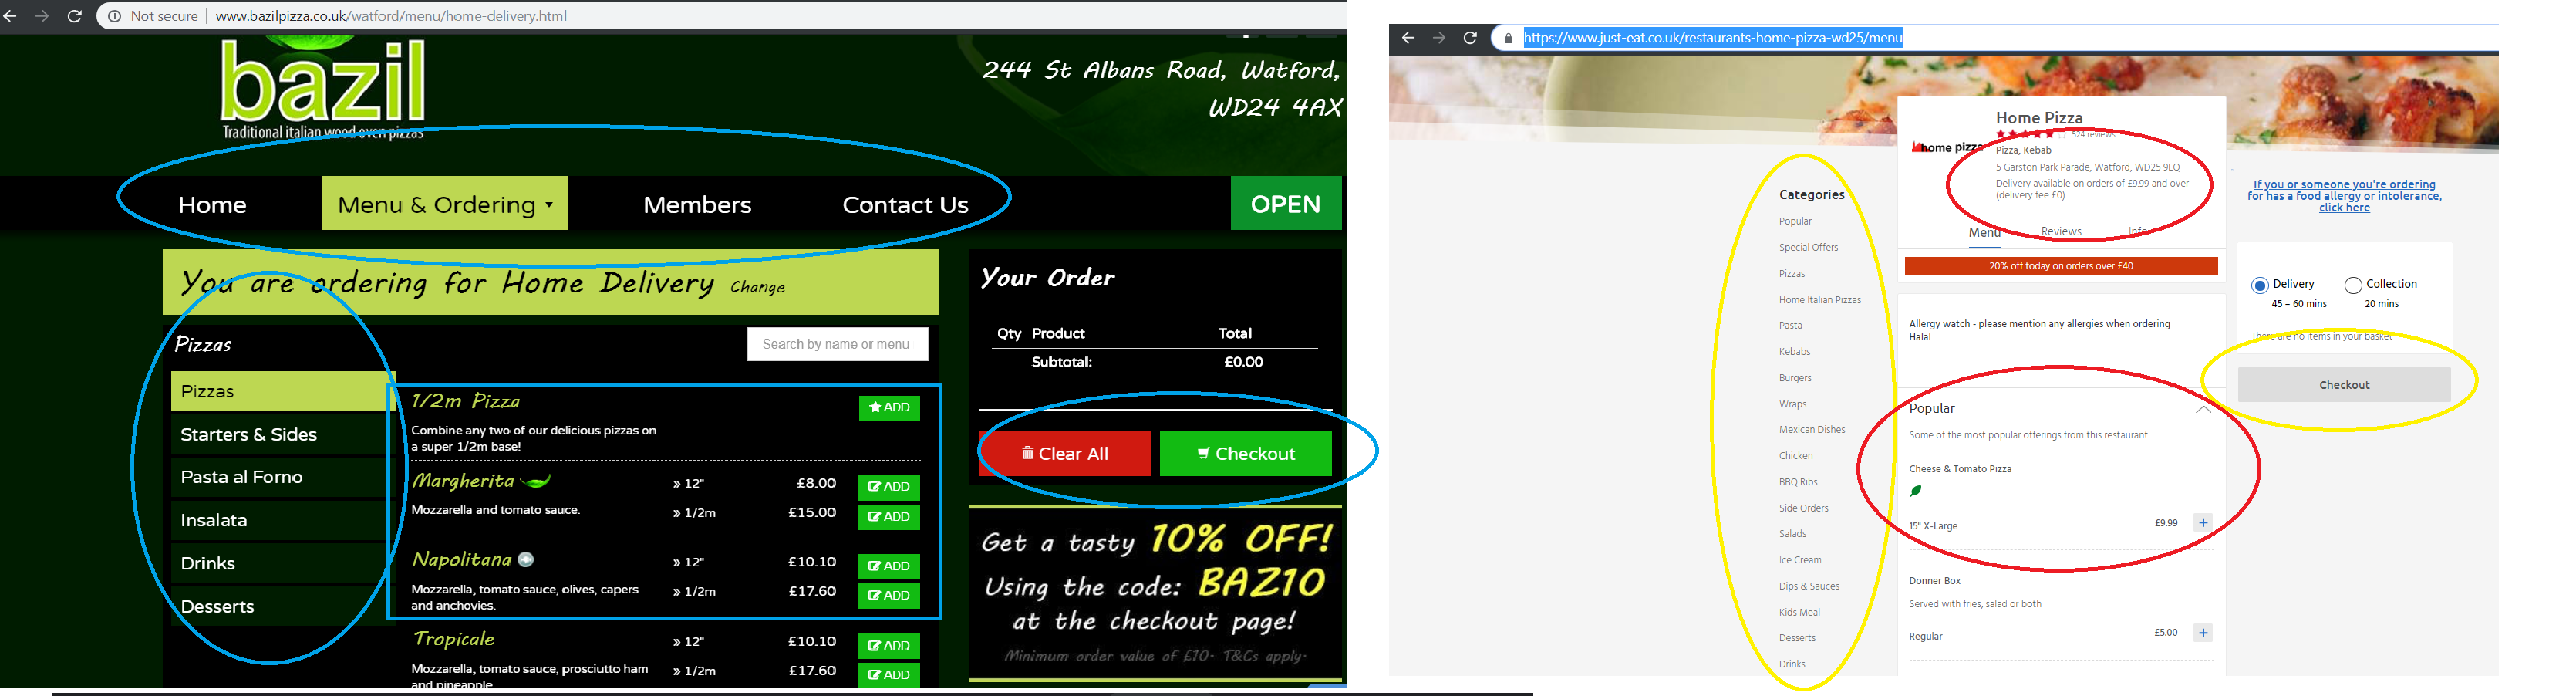 Not secure | www.bazilpizza.co.uk/watford/menu/home-delivery.html
bazil
Traditional italian wood oven pizzas
244 St Albans Road, Watford,
WD24 4AX
Home
Menu & Ordering
Members
Contact Us
OPEN
You are ordering for Home Delivery Change
Pizzas
Search by name or menu
Pizzas
Starters & Sides
Pasta al Forno
Insalata
Drinks
Desserts
1/2m Pizza
ADD
Combine any two of our delicious pizzas on
a super 1/2m base!
Margherita
» 12" £8.00 ADD
Mozzarella and tomato sauce.
» 1/2m £15.00 ADD
Napolitana
» 12" £10.10 ADD
Mozzarella, tomato sauce, olives, capers
and anchovies.
» 1/2m £17.60 ADD
Tropicale
» 12" £10.10 ADD
Mozzarella, tomato sauce, prosciutto ham
and pineapple
» 1/2m £17.60 ADD
Your Order
Qty Product Total
Subtotal: £0.00
Clear All
Checkout
Get a tasty 10% OFF!
Using the code: BAZ10
at the checkout page!
Minimum order value of £10. T&Cs apply.
https://www.just-eat.co.uk/restaurants-home-pizza-wd25/menu
home pizza
Home Pizza
524 reviews
Pizza, Kebab
5 Garston Park Parade, Watford, WD25 9LQ
Delivery available on orders of £9.99 and over
(delivery fee £0)
Menu
Reviews
Info
20% off today on orders over £40
Categories
Popular
Special Offers
Pizzas
Home Italian Pizzas
Pasta
Kebabs
Burgers
Wraps
Mexican Dishes
Chicken
BBQ Ribs
Side Orders
Salads
Ice Cream
Dips & Sauces
Kids Meal
Desserts
Drinks
Allergy watch - please mention any allergies when ordering
Halal
Popular
Some of the most popular offerings from this restaurant
Cheese & Tomato Pizza
15" X-Large £9.99 +
Donner Box
Served with fries, salad or both
Regular £5.00 +
If you or someone you're ordering
for has a food allergy or intolerance,
click here
Delivery
45 – 60 mins
Collection
20 mins
There are no items in your basket
Checkout